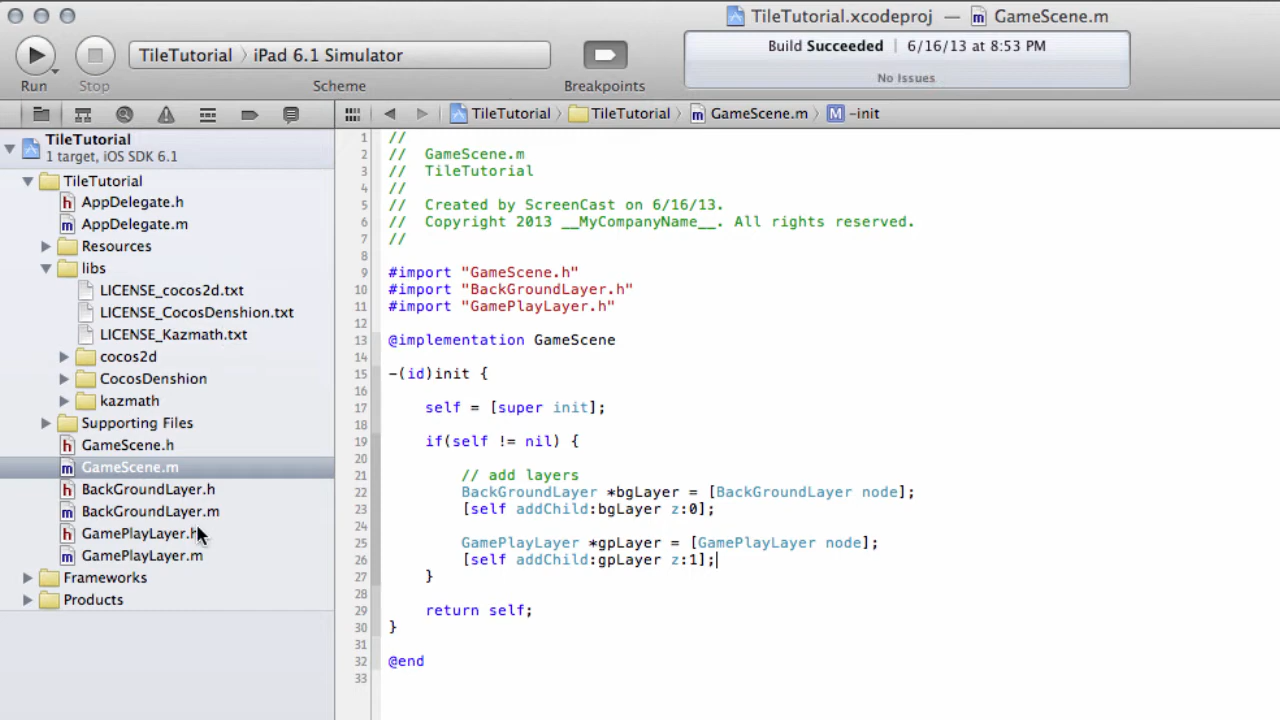 TileTutorial.xcodeproj — GameScene.m
TileTutorial 〉 iPad 6.1 Simulator
Build Succeeded | 6/16/13 at 8:53 PM
No Issues
Run Stop Scheme Breakpoints
TileTutorial 〉 TileTutorial 〉 GameScene.m 〉 M -init
TileTutorial
1 target, iOS SDK 6.1
TileTutorial
h AppDelegate.h
m AppDelegate.m
Resources
libs
LICENSE_cocos2d.txt
LICENSE_CocosDenshion.txt
LICENSE_Kazmath.txt
cocos2d
CocosDenshion
kazmath
Supporting Files
h GameScene.h
m GameScene.m
h BackGroundLayer.h
m BackGroundLayer.m
h GamePlayLayer.h
m GamePlayLayer.m
Frameworks
Products
1 //
2 // GameScene.m
3 // TileTutorial
4 //
5 // Created by ScreenCast on 6/16/13.
6 // Copyright 2013 __MyCompanyName__. All rights reserved.
7 //
8
9 #import "GameScene.h"
10 #import "BackGroundLayer.h"
11 #import "GamePlayLayer.h"
12
13 @implementation GameScene
14
15 -(id)init {
16
17 self = [super init];
18
19 if(self != nil) {
20
21 // add layers
22 BackGroundLayer *bgLayer = [BackGroundLayer node];
23 [self addChild:bgLayer z:0];
24
25 GamePlayLayer *gpLayer = [GamePlayLayer node];
26 [self addChild:gpLayer z:1];
27 }
28
29 return self;
30 }
31
32 @end
33